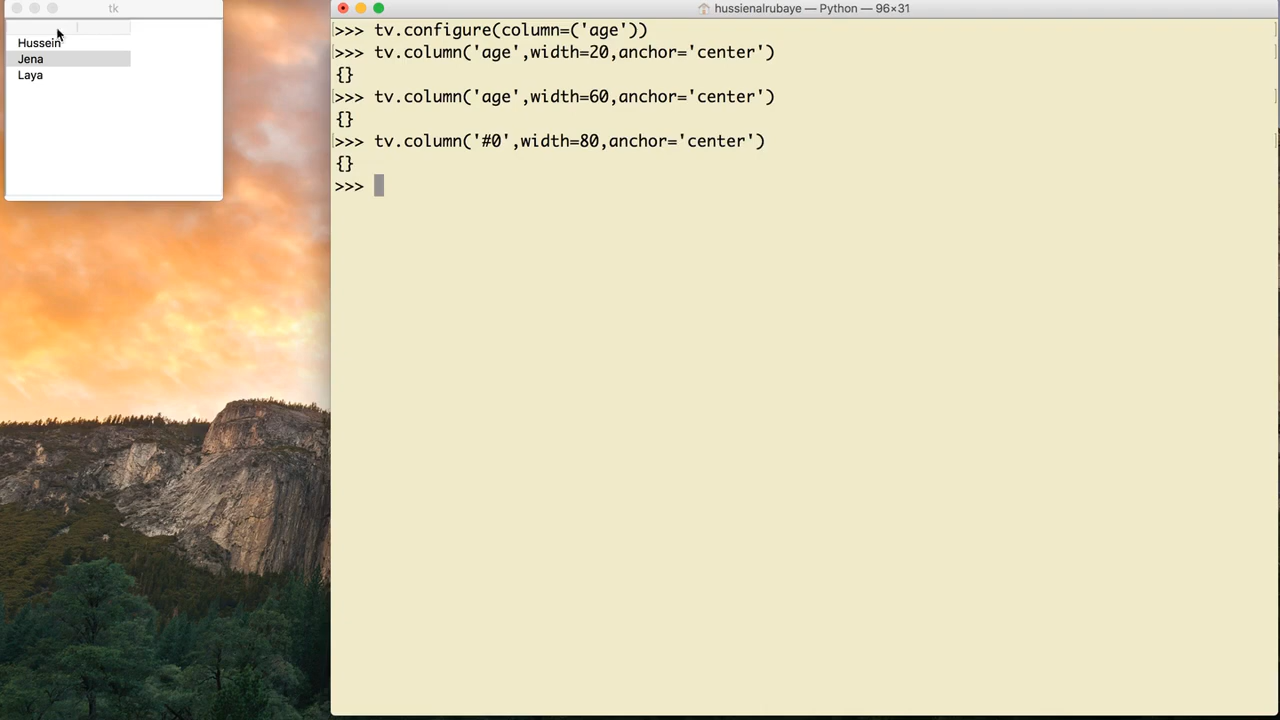 tk
Hussein
Jena
Laya
hussienalrubaye — Python — 96×31
>>> tv.configure(column=('age'))
>>> tv.column('age',width=20,anchor='center')
{}
>>> tv.column('age',width=60,anchor='center')
{}
>>> tv.column('#0',width=80,anchor='center')
{}
>>>